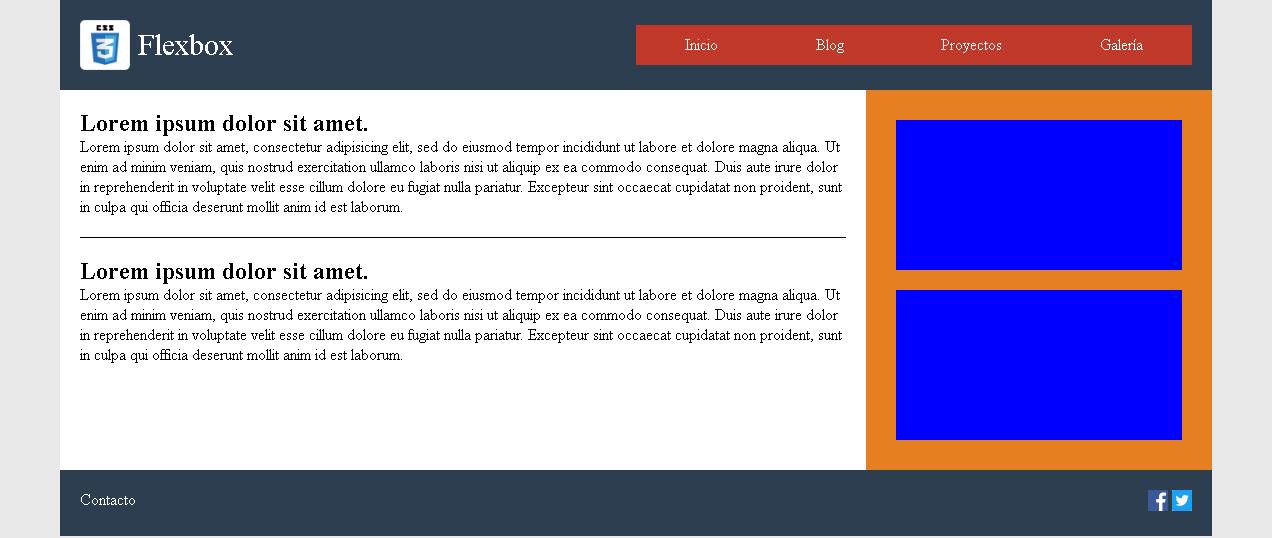 CSS
3
Flexbox
Inicio Blog Proyectos Galería
Lorem ipsum dolor sit amet.
Lorem ipsum dolor sit amet, consectetur adipisicing elit, sed do eiusmod tempor incididunt ut labore et dolore magna aliqua. Ut
enim ad minim veniam, quis nostrud exercitation ullamco laboris nisi ut aliquip ex ea commodo consequat. Duis aute irure dolor
in reprehenderit in voluptate velit esse cillum dolore eu fugiat nulla pariatur. Excepteur sint occaecat cupidatat non proident, sunt
in culpa qui officia deserunt mollit anim id est laborum.
Lorem ipsum dolor sit amet.
Lorem ipsum dolor sit amet, consectetur adipisicing elit, sed do eiusmod tempor incididunt ut labore et dolore magna aliqua. Ut
enim ad minim veniam, quis nostrud exercitation ullamco laboris nisi ut aliquip ex ea commodo consequat. Duis aute irure dolor
in reprehenderit in voluptate velit esse cillum dolore eu fugiat nulla pariatur. Excepteur sint occaecat cupidatat non proident, sunt
in culpa qui officia deserunt mollit anim id est laborum.
Contacto
f